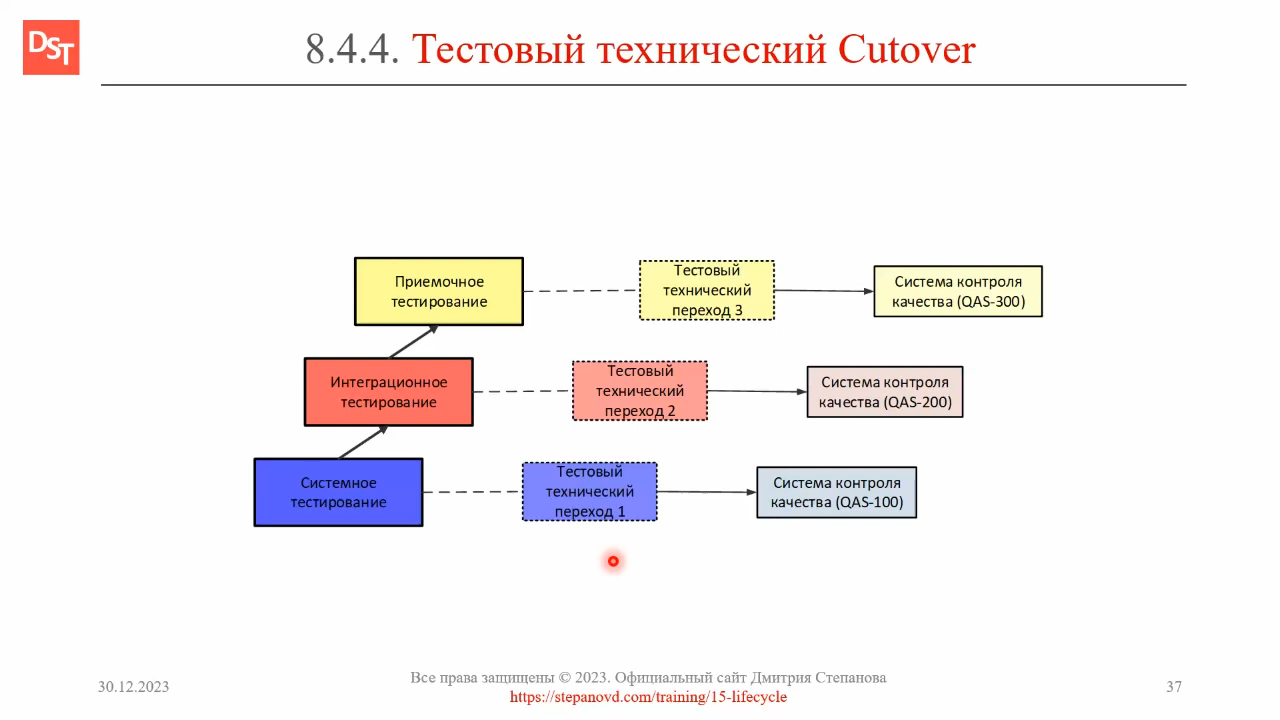 DST
8.4.4. Тестовый технический Cutover
Приемочное
тестирование
Тестовый
технический
переход 3
Система контроля
качества (QAS-300)
Интеграционное
тестирование
Тестовый
технический
переход 2
Система контроля
качества (QAS-200)
Системное
тестирование
Тестовый
технический
переход 1
Система контроля
качества (QAS-100)
30.12.2023
Все права защищены © 2023. Официальный сайт Дмитрия Степанова
https://stepanovd.com/training/15-lifecycle
37